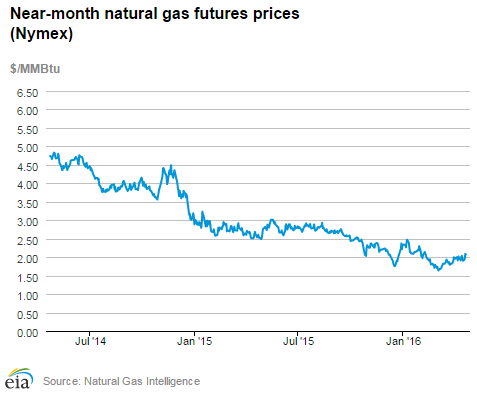 Near-month natural gas futures prices
(Nymex)
$/MMBtu
6.50
6.00
5.50
5.00
4.50
4.00
3.50
3.00
2.50
2.00
1.50
1.00
0.50
0.00
Jul '14
Jan '15
Jul '15
Jan '16
eia
Source: Natural Gas Intelligence